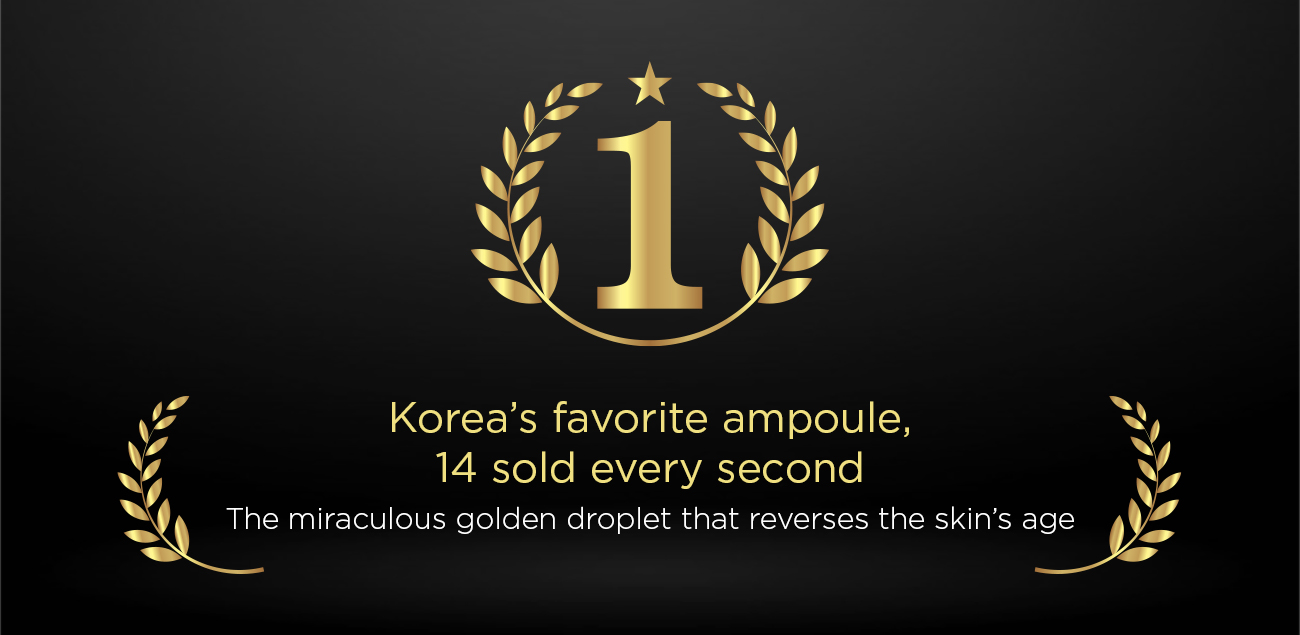 1
Korea’s favorite ampoule,
14 sold every second
The miraculous golden droplet that reverses the skin’s age